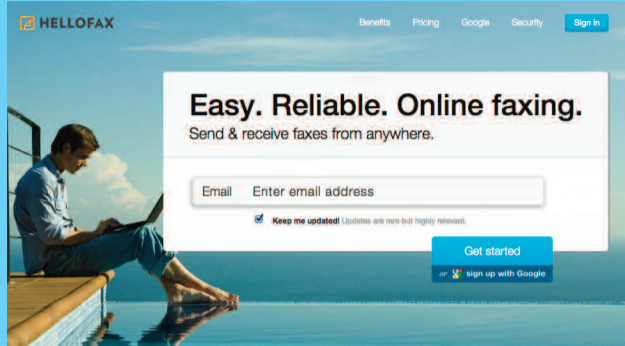 HELLOFAX
Benefits Pricing Google Security Sign in
Easy. Reliable. Online faxing.
Send & receive faxes from anywhere.
Email Enter email address
Keep me updated! Updates are rare but highly relevant.
Get started
or sign up with Google